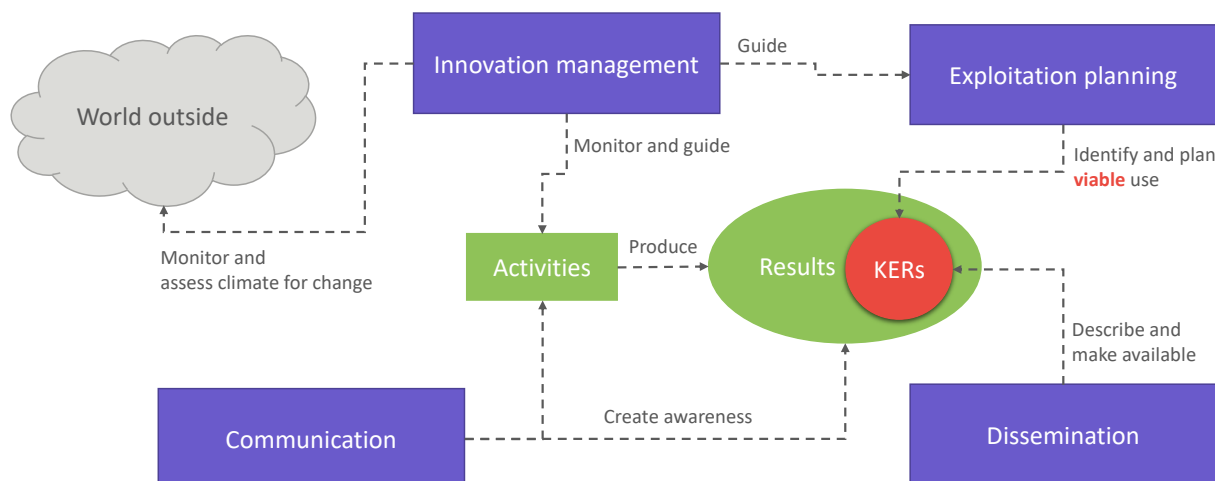 Innovation management
Guide
Exploitation planning
World outside
Monitor and guide
Identify and plan
viable use
Monitor and
assess climate for change
Activities
Produce
Results
KERs
Describe and
make available
Communication
Create awareness
Dissemination